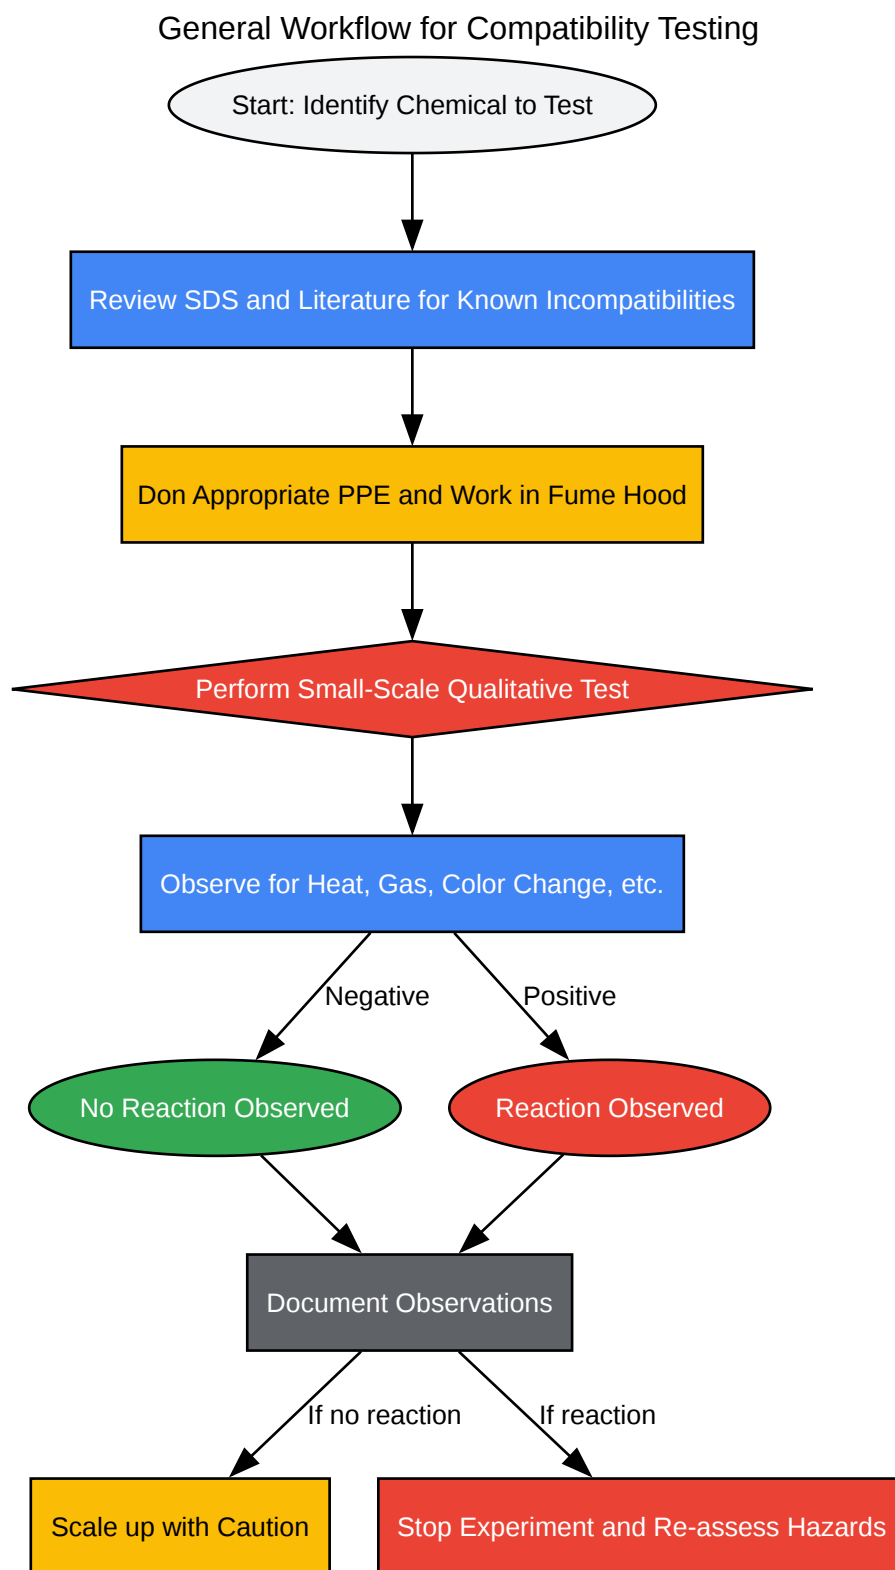 General Workflow for Compatibility Testing
Start: Identify Chemical to Test
Review SDS and Literature for Known Incompatibilities
Don Appropriate PPE and Work in Fume Hood
Perform Small-Scale Qualitative Test
Observe for Heat, Gas, Color Change, etc.
Negative
Positive
No Reaction Observed
Reaction Observed
Document Observations
If no reaction
If reaction
Scale up with Caution
Stop Experiment and Re-assess Hazards